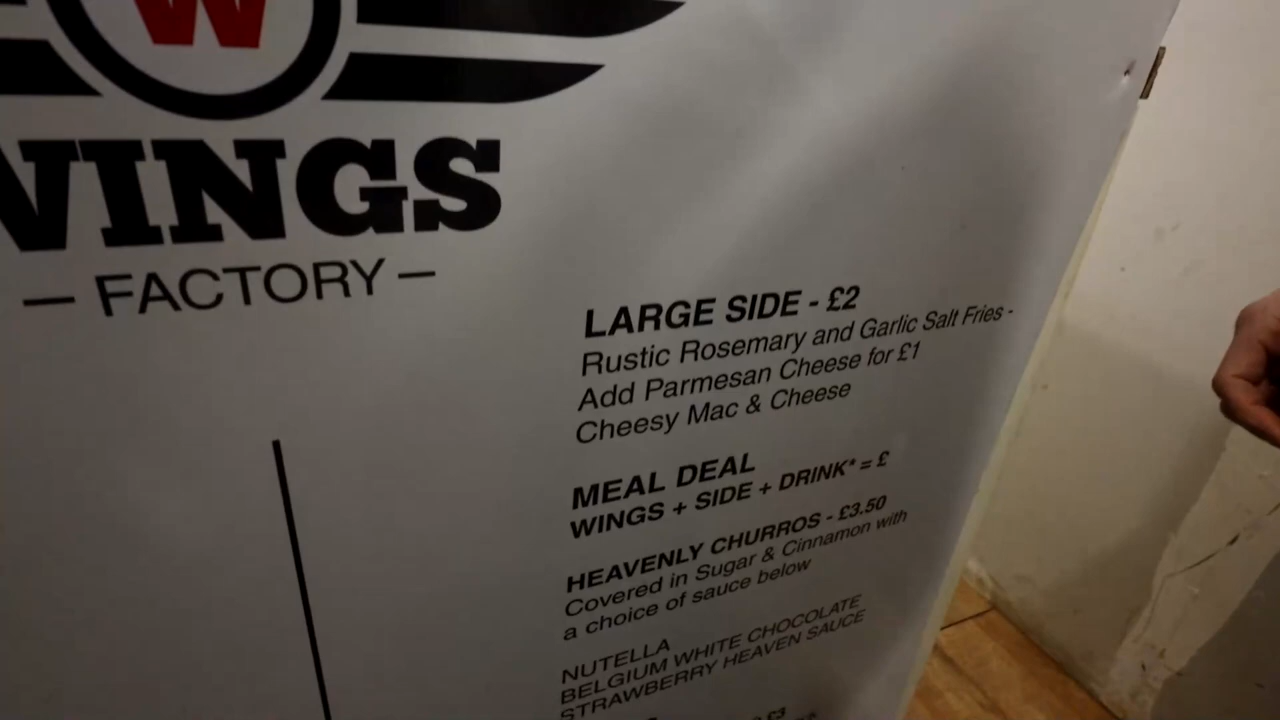 W
WINGS
— FACTORY —
LARGE SIDE - £2
Rustic Rosemary and Garlic Salt Fries -
Add Parmesan Cheese for £1
Cheesy Mac & Cheese
MEAL DEAL
WINGS + SIDE + DRINK* = £
HEAVENLY CHURROS - £3.50
Covered in Sugar & Cinnamon with
a choice of sauce below
NUTELLA
BELGIUM WHITE CHOCOLATE
STRAWBERRY HEAVEN SAUCE
£3